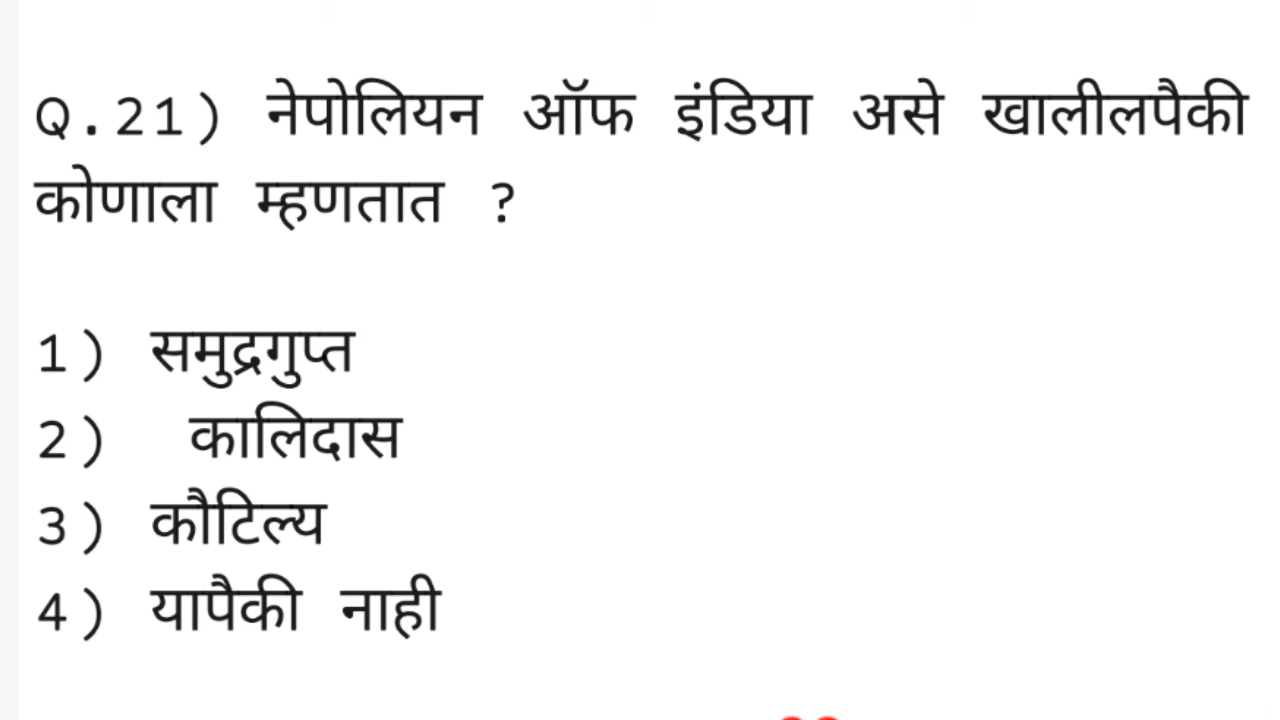 Q.21) नेपोलियन ऑफ इंडिया असे खालीलपैकी
कोणाला म्हणतात ?
1) समुद्रगुप्त
2) कालिदास
3) कौटिल्य
4) यापैकी नाही